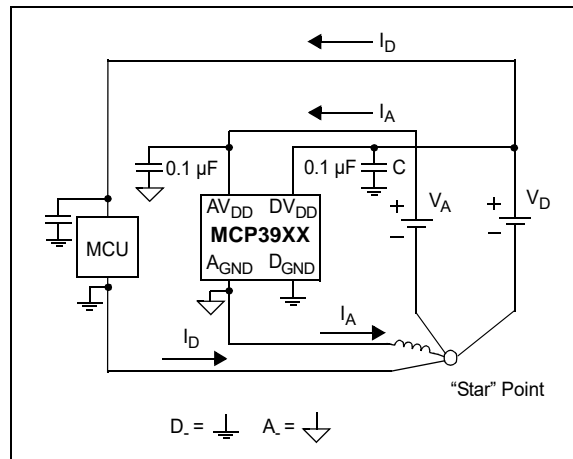 I_D
I_A
0.1 µF
0.1 µF
C
AV_DD DV_DD
MCP39XX
A_GND D_GND
V_A
V_D
+
−
+
−
MCU
I_D
I_A
“Star” Point
D_- =
A_- =